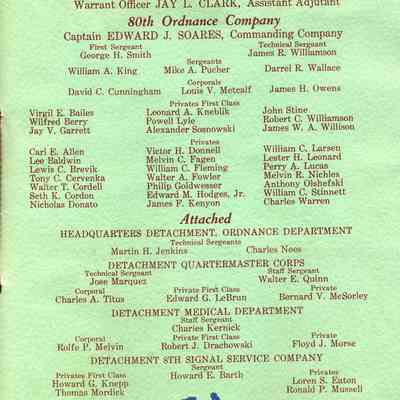 Warrant Officer JAY L. CLARK, Assistant Adjutant
80th Ordnance Company
Captain EDWARD J. SOARES, Commanding Company
First Sergeant Technical Sergeant
George H. Smith James R. Williamson
Sergeants
William A. King Mike A. Pucher Darrel R. Wallace
Corporals
David C. Cunningham Louis V. Metcalf James H. Owens
Privates First Class
Virgil E. Bailes Leonard A. Kneblik John Stine
Wilfred Berry Powell Lyle Robert C. Williamson
Jay V. Garrett Alexander Sosnowski James W. A. Willison
Privates
Carl E. Allen Victor H. Donnell William C. Larsen
Lee Baldwin Melvin C. Fagen Lester H. Leonard
Lewis C. Brevik William C. Fleming Perry A. Lucas
Tony C. Cervenka Walter A. Fowler Melvin R. Nichles
Walter T. Cordell Philip Goldwesser Anthony Olshefski
Seth K. Cordon Edward M. Hodges, Jr. William C. Stinnett
Nicholas Donato James F. Kenyon Charles Warren
Attached
HEADQUARTERS DETACHMENT, ORDNANCE DEPARTMENT
Technical Sergeants
Martin H. Jenkins Charles Noos
DETACHMENT QUARTERMASTER CORPS
Technical Sergeant Staff Sergeant
Jose Marquez Walter E. Quinn
Corporal Private First Class Private
Charles A. Titus Edward G. LeBrun Bernard V. McSorley
DETACHMENT MEDICAL DEPARTMENT
Staff Sergeant
Charles Kernick
Corporal Private First Class Private
Rolfe P. Melvin Robert J. Drachowski Floyd J. Morse
DETACHMENT 8TH SIGNAL SERVICE COMPANY
Sergeant
Privates First Class Howard E. Barth Privates
Howard G. Knepp Loren S. Eaton
Thomas Mordick Ronald P. Mussell